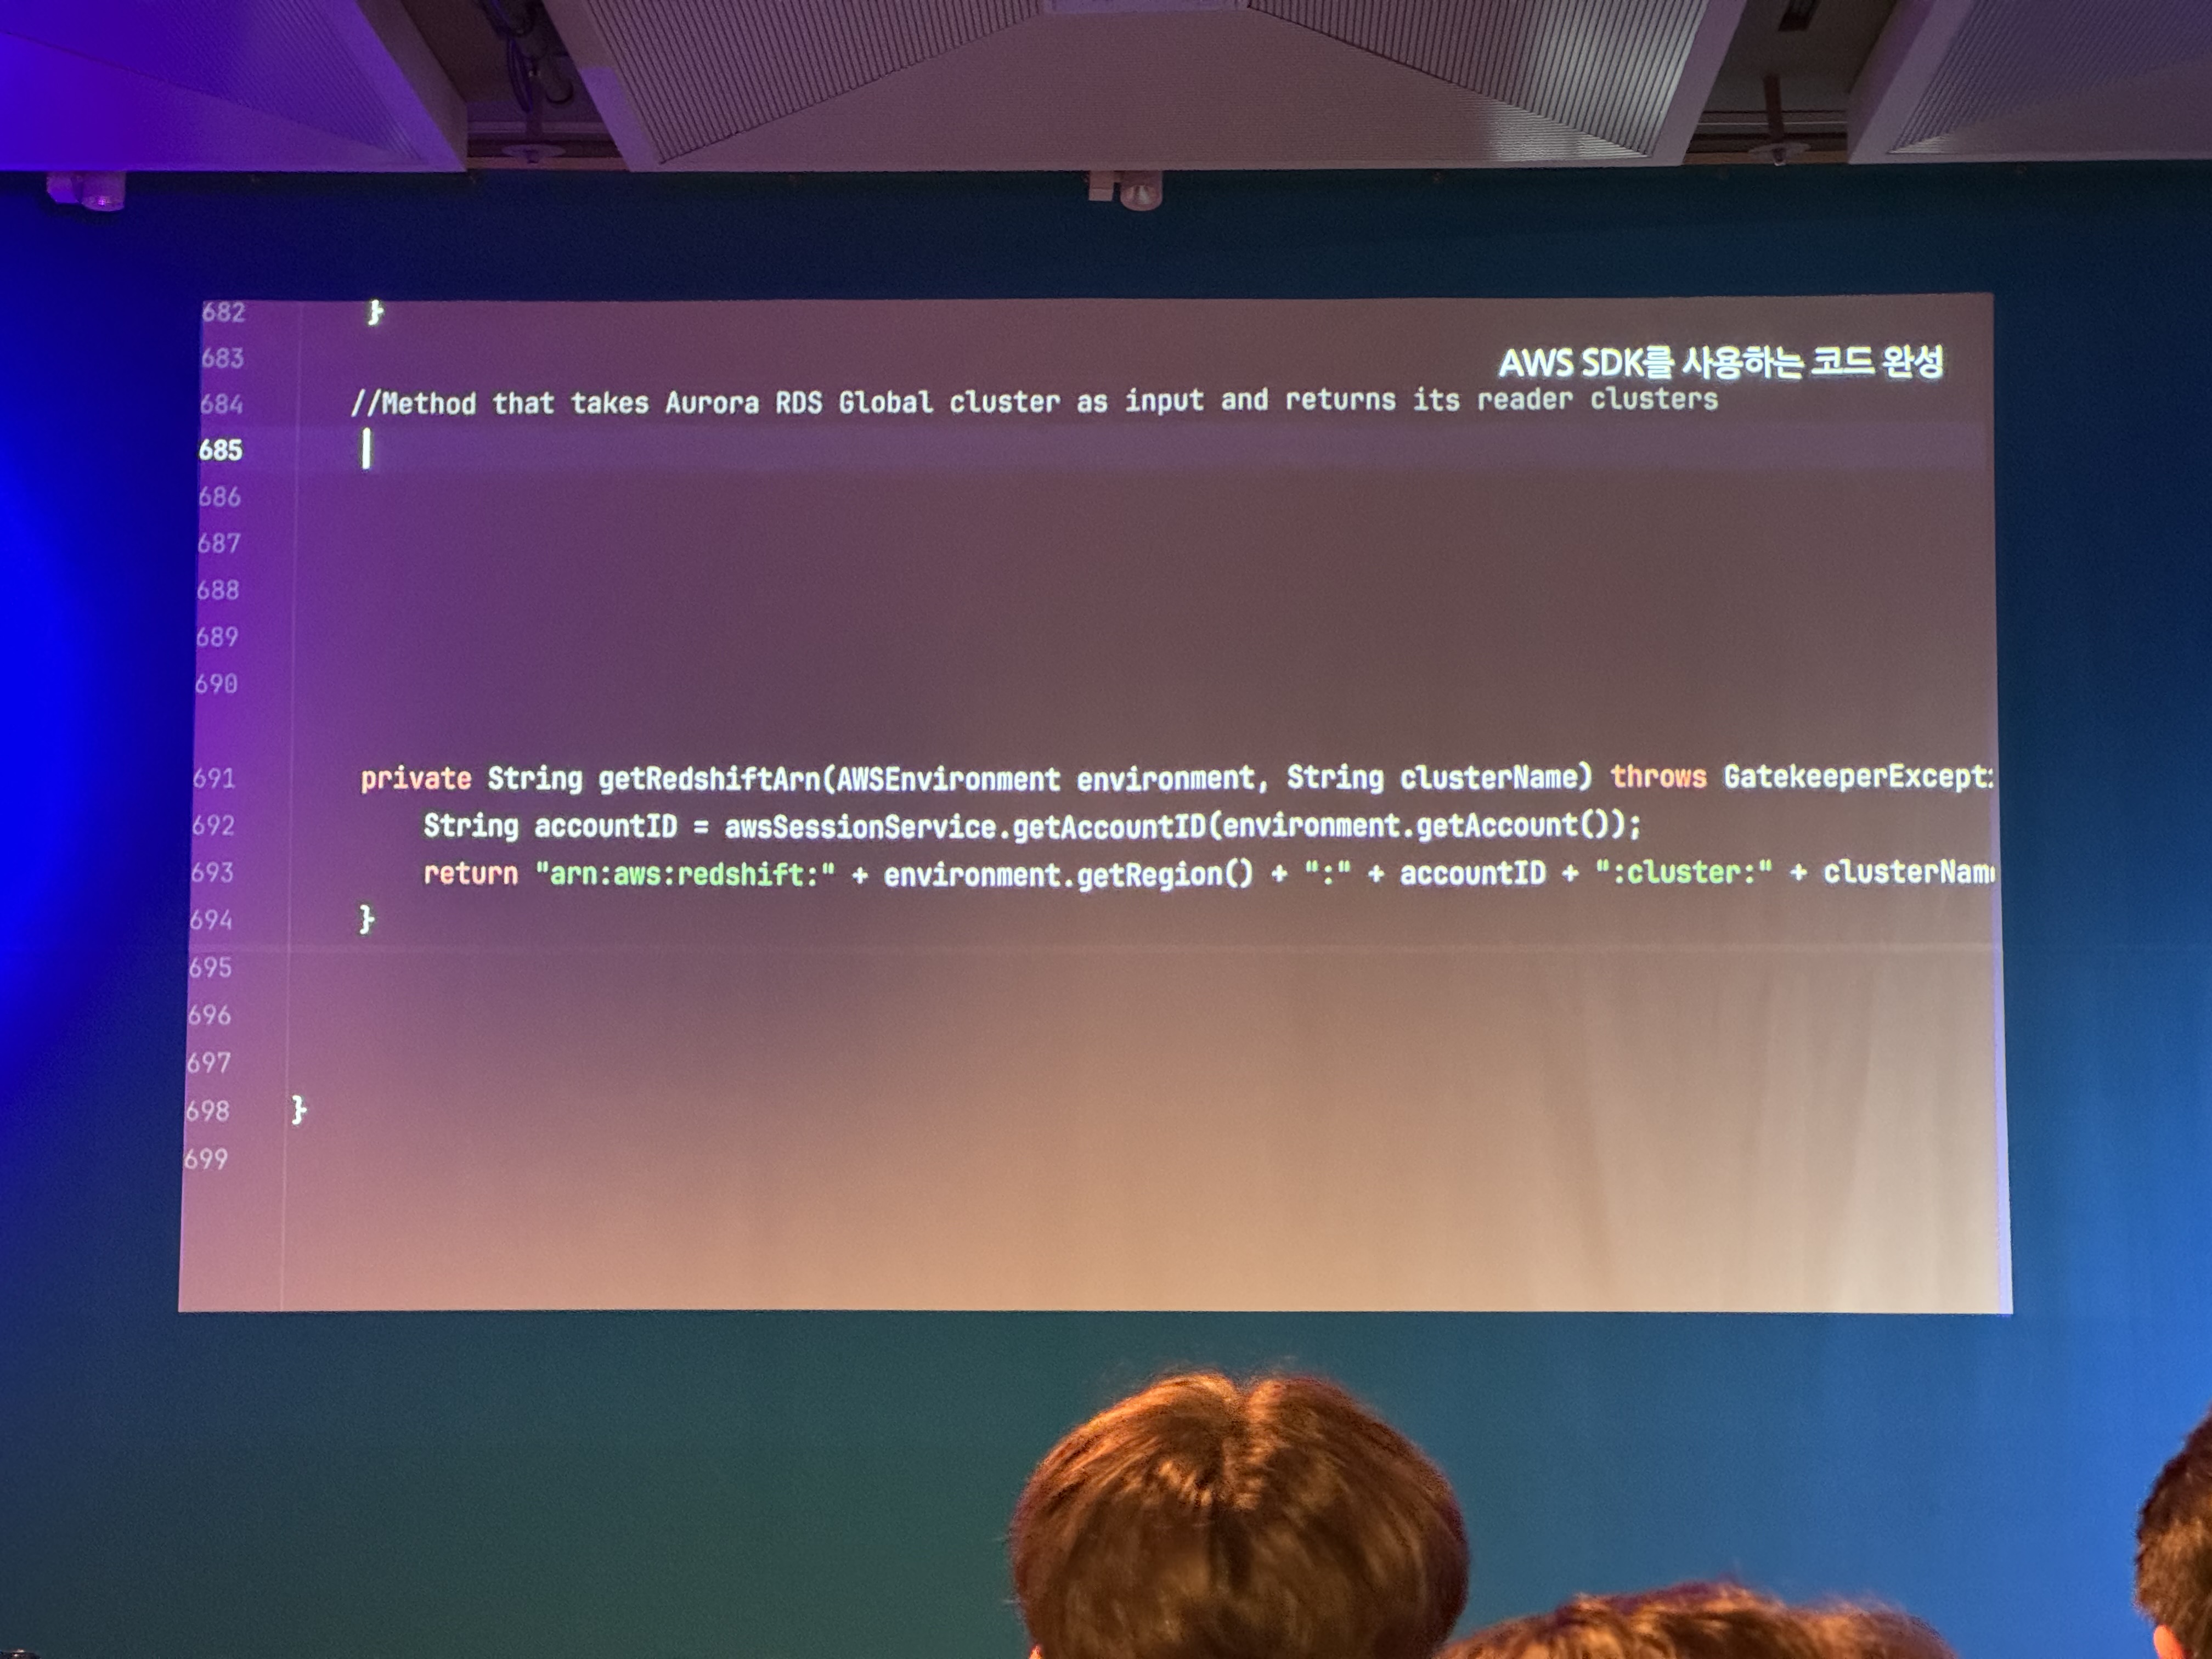 682 }
683
AWS SDK를 사용하는 코드 완성
684 //Method that takes Aurora RDS Global cluster as input and returns its reader clusters
685
686
687
688
689
690
691 private String getRedshiftArn(AWSEnvironment environment, String clusterName) throws GatekeeperExcept
692 String accountID = awsSessionService.getAccountID(environment.getAccount());
693 return "arn:aws:redshift:" + environment.getRegion() + ":" + accountID + ":cluster:" + clusterNam
694 }
695
696
697
698 }
699